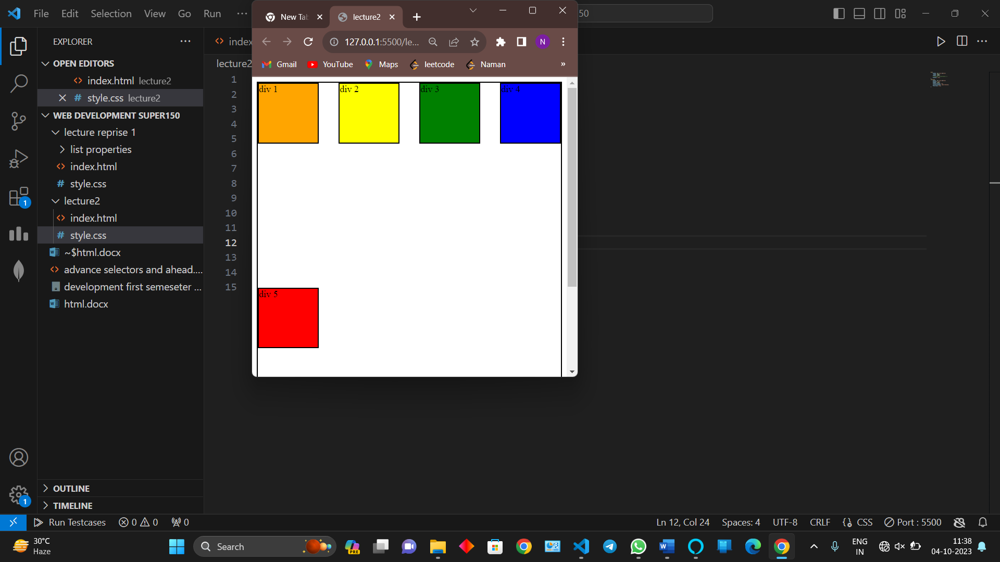 File Edit Selection View Go Run ··· 50
New Tab lecture2
EXPLORER
index
127.0.0.1:5500/le...
N
OPEN EDITORS
Gmail YouTube Maps leetcode Naman »
lecture2
index.html lecture2
style.css lecture2
WEB DEVELOPMENT SUPER150
lecture reprise 1
list properties
index.html
style.css
lecture2
index.html
style.css
~$html.docx
advance selectors and ahead....
development first semeseter ...
html.docx
1
1
2
3
4
5
6
7
8
9
10
11
12
13
14
15
div 1 div 2 div 3 div 4
div 5
1
OUTLINE
TIMELINE
Run Testcases 0 0 0
Ln 12, Col 24 Spaces: 4 UTF-8 CRLF CSS Port : 5500
30°C
Haze
Search
PRE
ENG
IN
11:38
04-10-2023